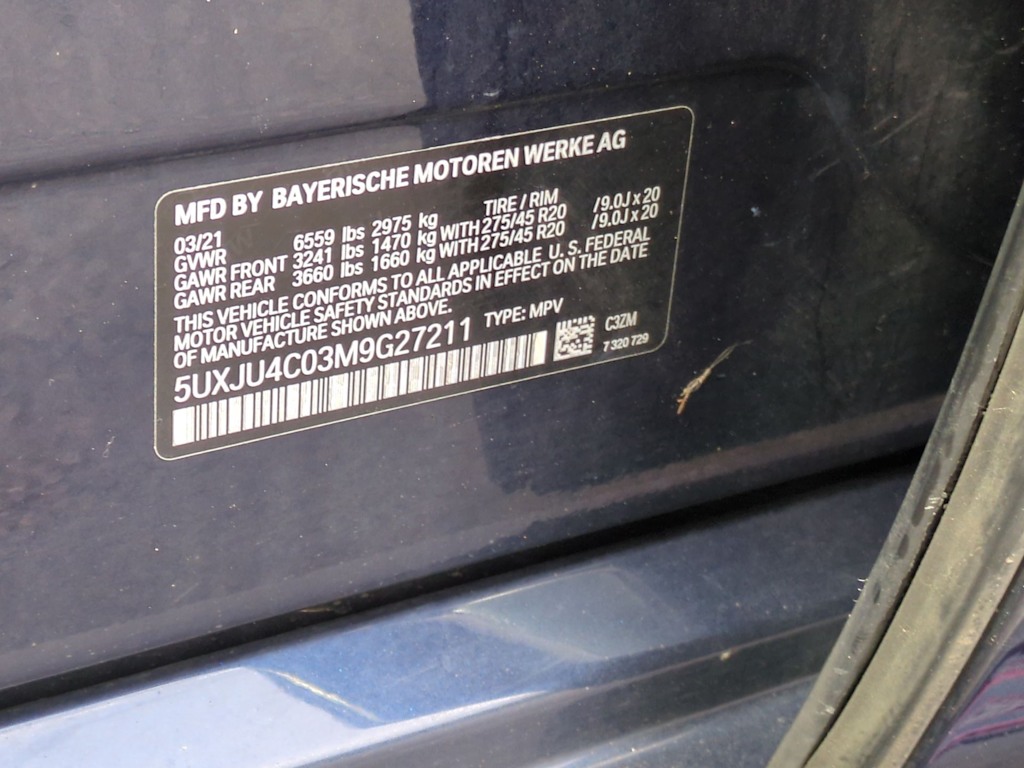 MFD BY BAYERISCHE MOTOREN WERKE AG
03/21 TIRE / RIM
GVWR 6559 lbs 2975 kg
GAWR FRONT 3241 lbs 1470 kg WITH 275/45 R20 /9.0J x 20
GAWR REAR 3660 lbs 1660 kg WITH 275/45 R20 /9.0J x 20
THIS VEHICLE CONFORMS TO ALL APPLICABLE U. S. FEDERAL
MOTOR VEHICLE SAFETY STANDARDS IN EFFECT ON THE DATE
OF MANUFACTURE SHOWN ABOVE.
5UXJU4C03M9G27211 TYPE: MPV
C3ZM
7 320 729